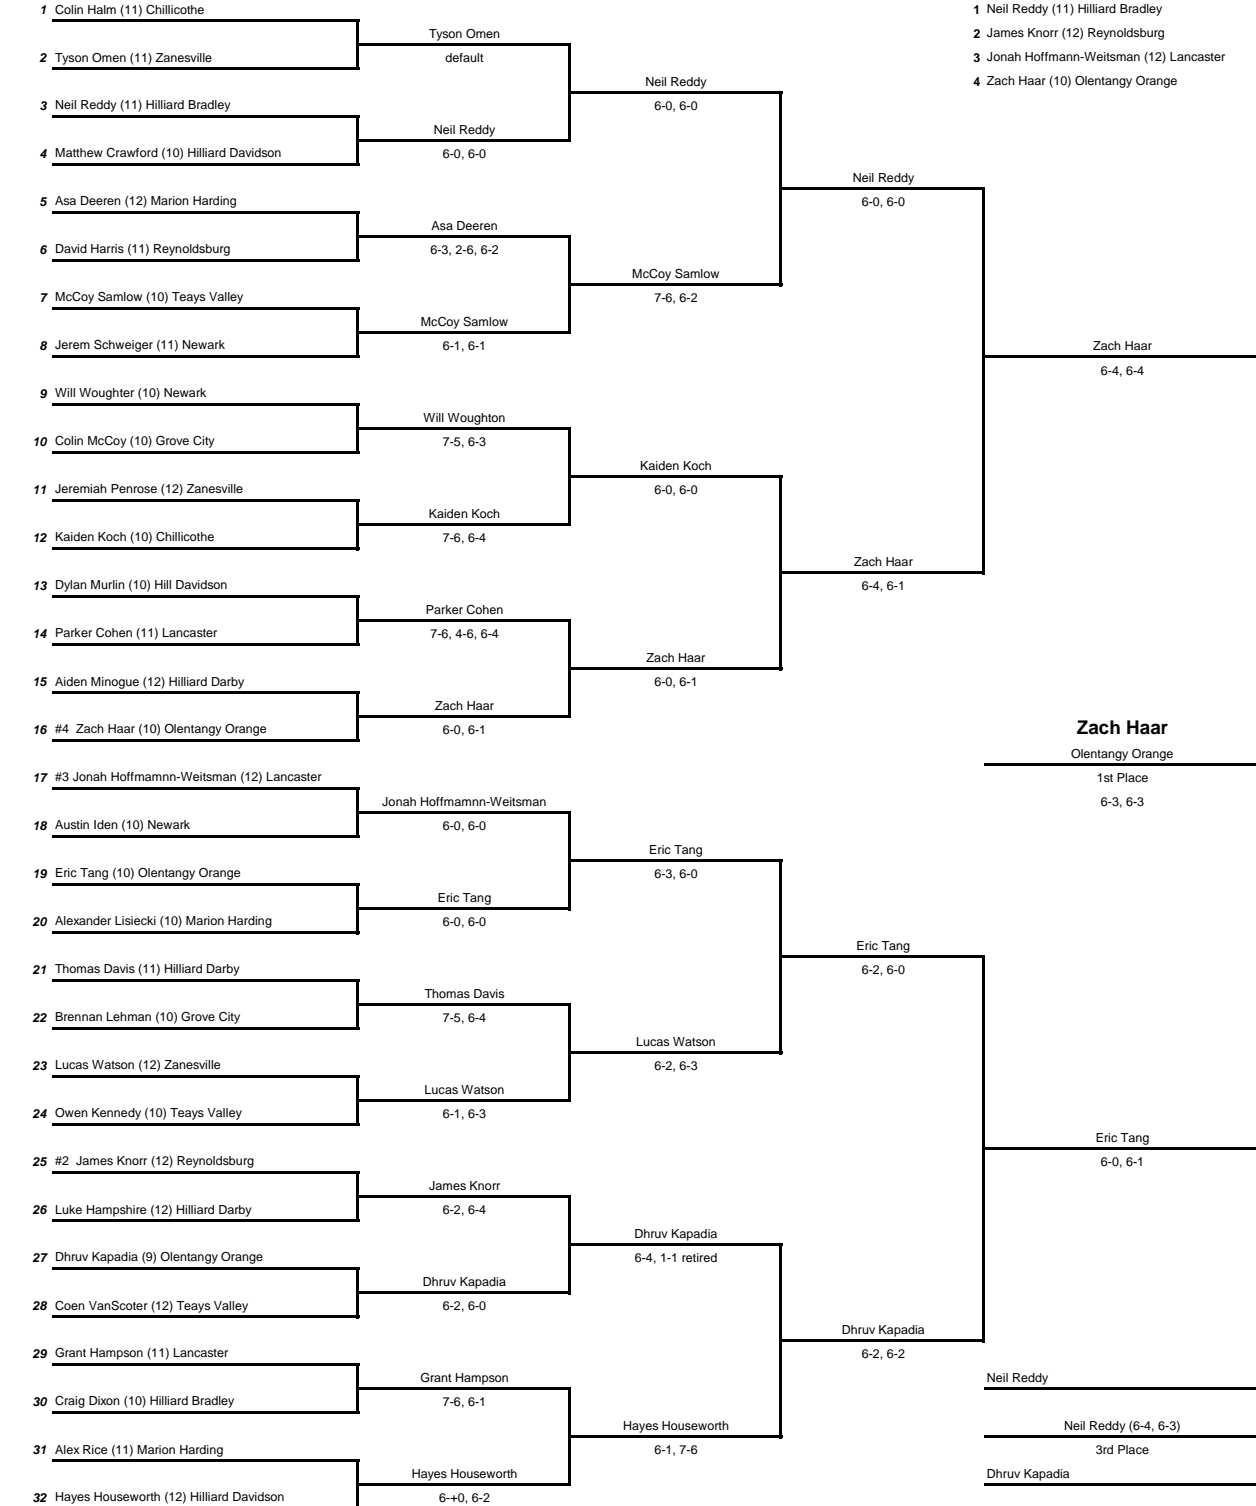 1 Colin Halm (11) Chillicothe
2 Tyson Omen (11) Zanesville
3 Neil Reddy (11) Hilliard Bradley
4 Matthew Crawford (10) Hilliard Davidson
5 Asa Deeren (12) Marion Harding
6 David Harris (11) Reynoldsburg
7 McCoy Samlow (10) Teays Valley
8 Jerem Schweiger (11) Newark
9 Will Woughter (10) Newark
10 Colin McCoy (10) Grove City
11 Jeremiah Penrose (12) Zanesville
12 Kaiden Koch (10) Chillicothe
13 Dylan Murlin (10) Hill Davidson
14 Parker Cohen (11) Lancaster
15 Aiden Minogue (12) Hilliard Darby
16 #4 Zach Haar (10) Olentangy Orange
17 #3 Jonah Hoffmamnn-Weitsman (12) Lancaster
18 Austin Iden (10) Newark
19 Eric Tang (10) Olentangy Orange
20 Alexander Lisiecki (10) Marion Harding
21 Thomas Davis (11) Hilliard Darby
22 Brennan Lehman (10) Grove City
23 Lucas Watson (12) Zanesville
24 Owen Kennedy (10) Teays Valley
25 #2 James Knorr (12) Reynoldsburg
26 Luke Hampshire (12) Hilliard Darby
27 Dhruv Kapadia (9) Olentangy Orange
28 Coen VanScoter (12) Teays Valley
29 Grant Hampson (11) Lancaster
30 Craig Dixon (10) Hilliard Bradley
31 Alex Rice (11) Marion Harding
32 Hayes Houseworth (12) Hilliard Davidson
Tyson Omen
default
Neil Reddy
6-0, 6-0
Asa Deeren
6-3, 2-6, 6-2
McCoy Samlow
6-1, 6-1
Will Woughton
7-5, 6-3
Kaiden Koch
7-6, 6-4
Parker Cohen
7-6, 4-6, 6-4
Zach Haar
6-0, 6-1
Jonah Hoffmamnn-Weitsman
6-0, 6-0
Eric Tang
6-0, 6-0
Thomas Davis
7-5, 6-4
Lucas Watson
6-1, 6-3
James Knorr
6-2, 6-4
Dhruv Kapadia
6-2, 6-0
Grant Hampson
7-6, 6-1
Hayes Houseworth
6-+0, 6-2
Neil Reddy
6-0, 6-0
McCoy Samlow
7-6, 6-2
Kaiden Koch
6-0, 6-0
Zach Haar
6-0, 6-1
Eric Tang
6-3, 6-0
Lucas Watson
6-2, 6-3
Dhruv Kapadia
6-4, 1-1 retired
Hayes Houseworth
6-1, 7-6
Neil Reddy
6-0, 6-0
Zach Haar
6-4, 6-1
Eric Tang
6-2, 6-0
Dhruv Kapadia
6-2, 6-2
1 Neil Reddy (11) Hilliard Bradley
2 James Knorr (12) Reynoldsburg
3 Jonah Hoffmann-Weitsman (12) Lancaster
4 Zach Haar (10) Olentangy Orange
Zach Haar
6-4, 6-4
Zach Haar
Olentangy Orange
1st Place
6-3, 6-3
Eric Tang
6-0, 6-1
Neil Reddy
Neil Reddy (6-4, 6-3)
3rd Place
Dhruv Kapadia